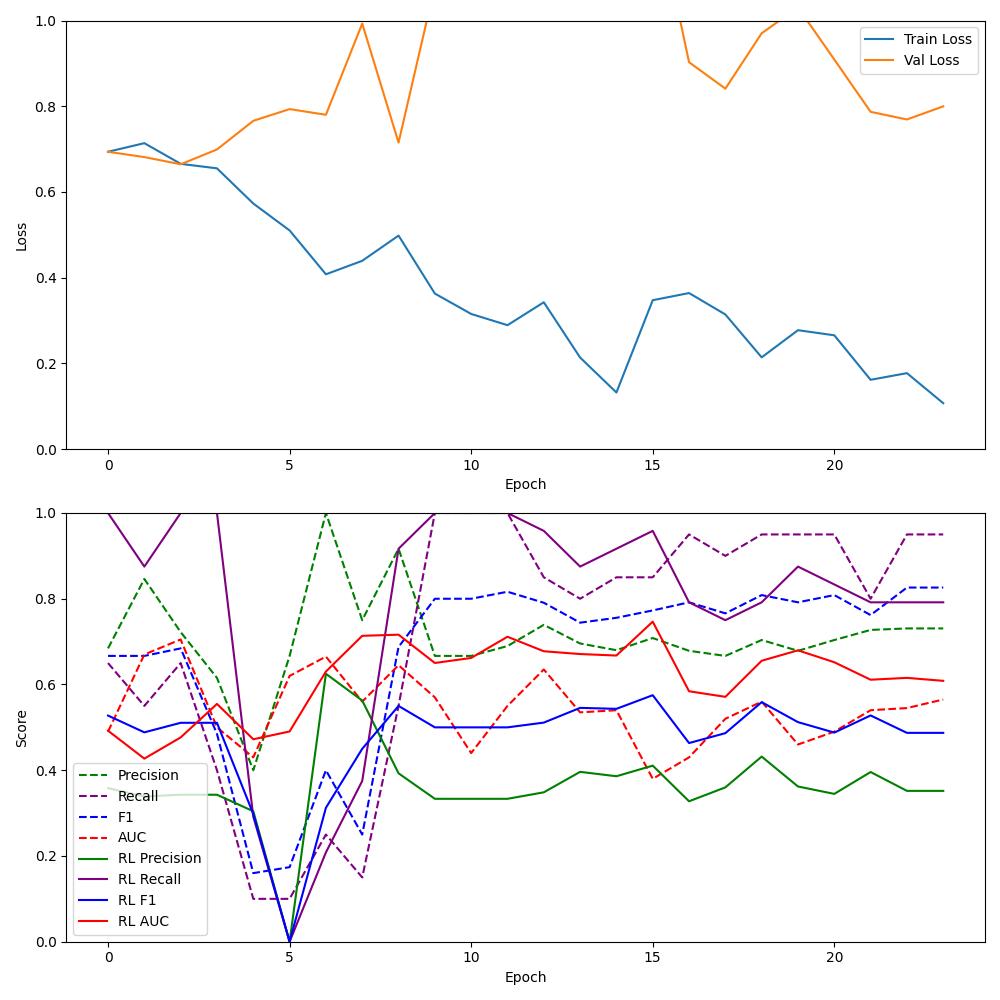 1.0
0.8
0.6
0.4
0.2
0.0
Loss
Train Loss
Val Loss
0 5 10 15 20
Epoch
1.0
0.8
0.6
0.4
0.2
0.0
Score
Precision
Recall
F1
AUC
RL Precision
RL Recall
RL F1
RL AUC
0 5 10 15 20
Epoch